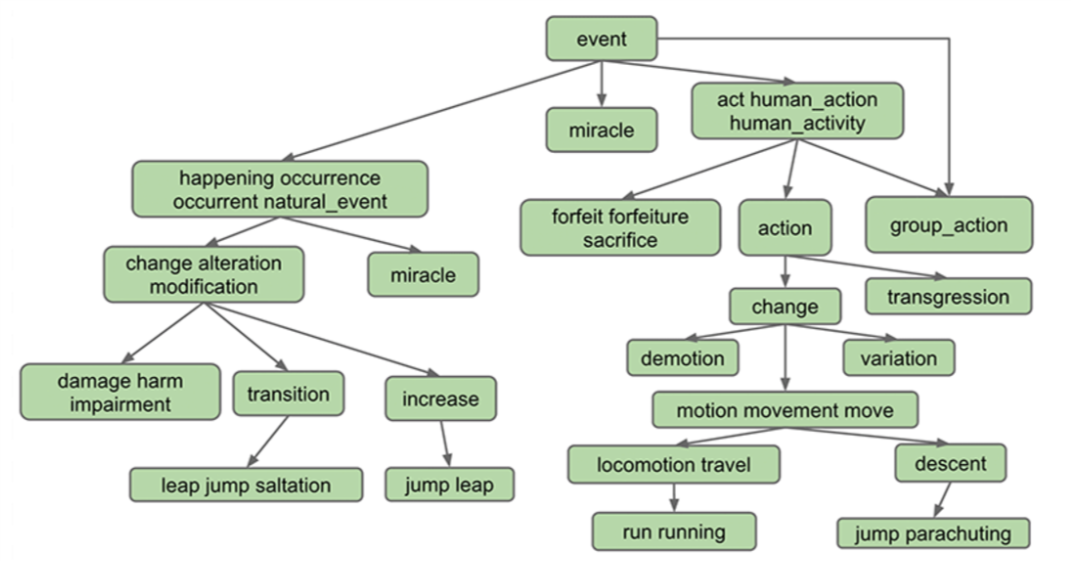 event
act human_action
human_activity
miracle
happening occurrence
occurrent natural_event
forfeit forfeiture
sacrifice
action
group_action
change alteration
modification
miracle
transgression
change
demotion
variation
damage harm
impairment
transition
increase
motion movement move
locomotion travel
descent
leap jump saltation
jump leap
run running
jump parachuting